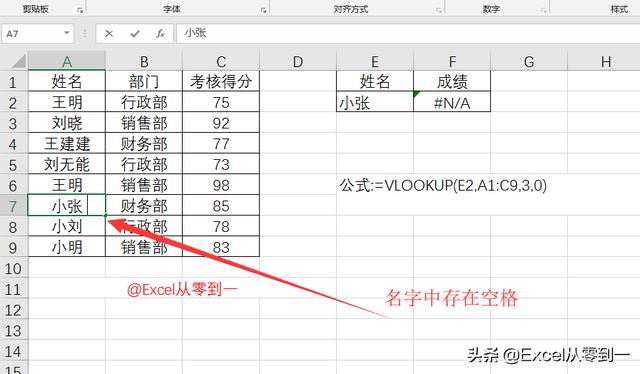 剪贴板 字体 对齐方式 数字 样式
A7 小张
A B C D E F G H
1 姓名 部门 考核得分 姓名 成绩
2 王明 行政部 75 小张 #N/A
3 刘晓 销售部 92
4 王建建 财务部 77
5 刘无能 行政部 73
6 王明 销售部 98 公式:=VLOOKUP(E2,A1:C9,3,0)
7 小张 财务部 85
8 小刘 行政部 78
9 小明 销售部 83
10
11 @Excel从零到一 名字中存在空格
12
13
14 头条 @Excel从零到一
15